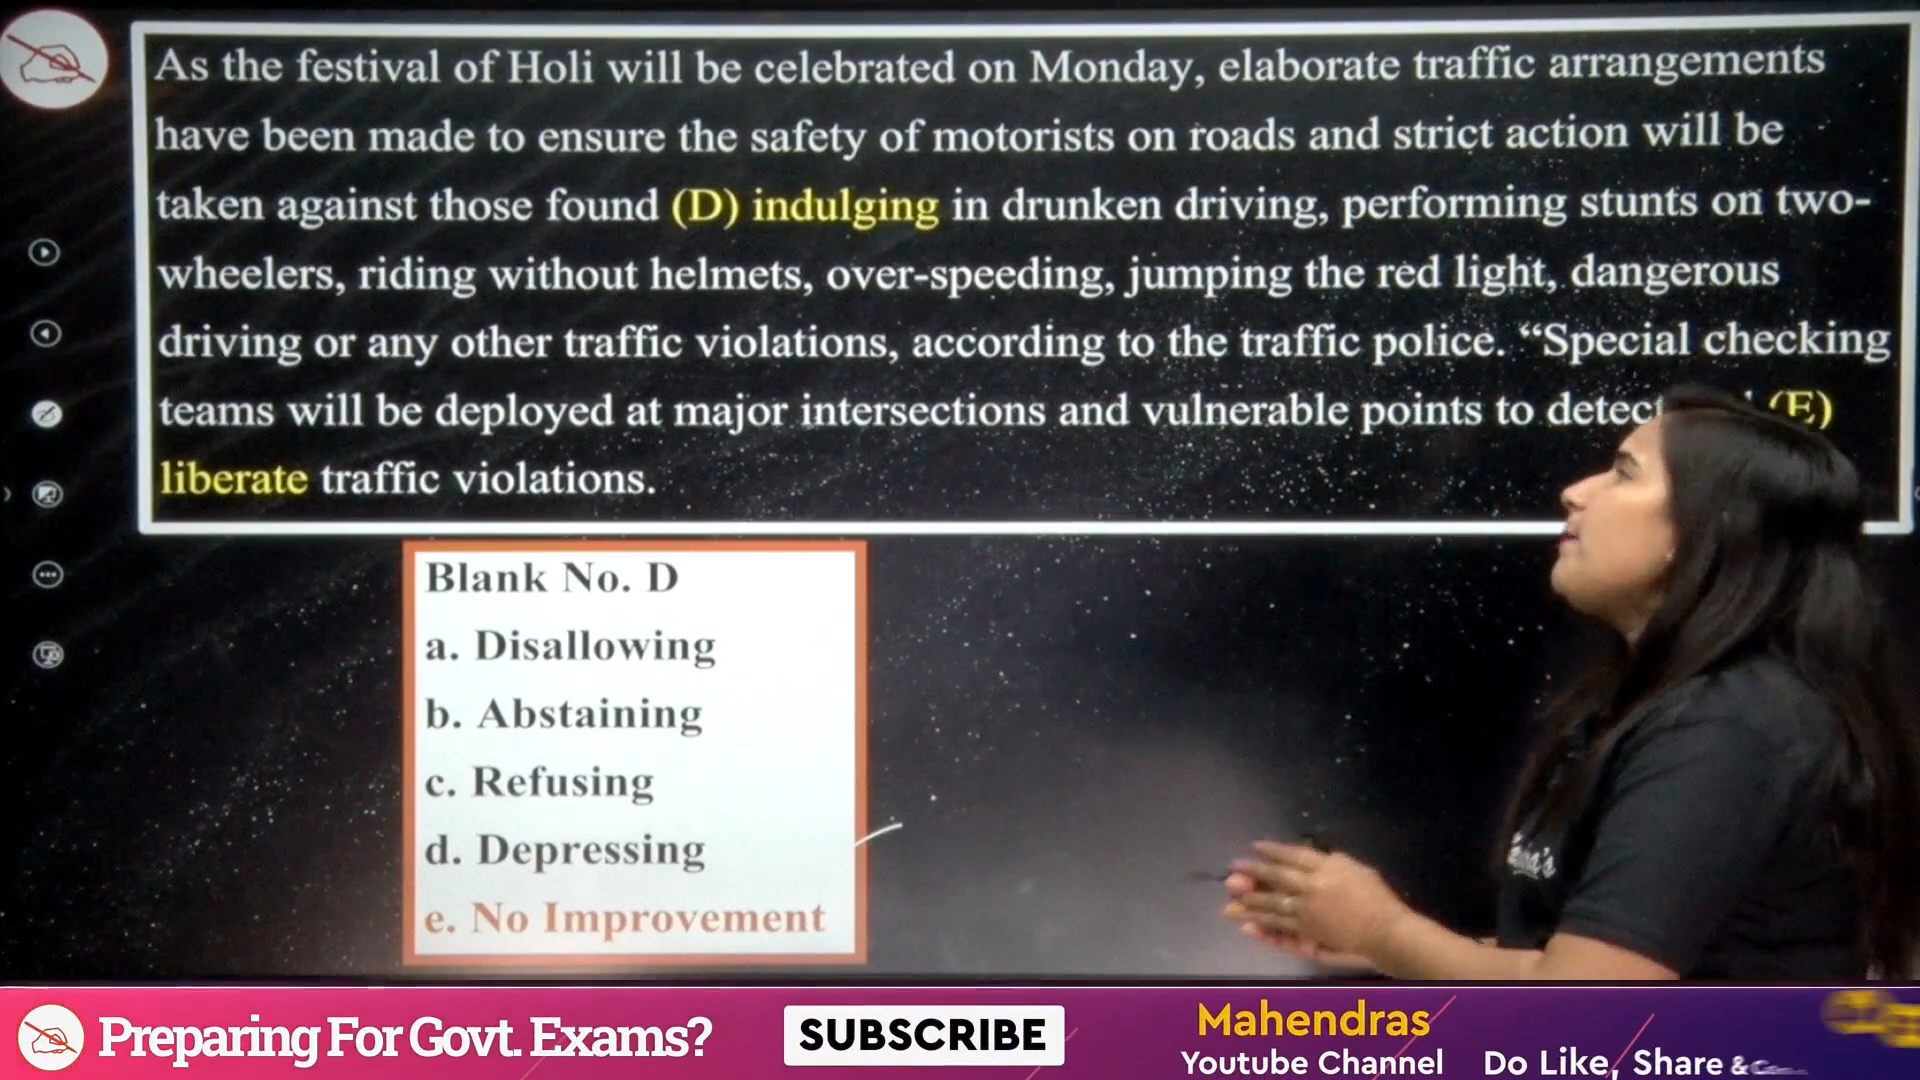 As the festival of Holi will be celebrated on Monday, elaborate traffic arrangements
have been made to ensure the safety of motorists on roads and strict action will be
taken against those found (D) indulging in drunken driving, performing stunts on two-
wheelers, riding without helmets, over-speeding, jumping the red light, dangerous
driving or any other traffic violations, according to the traffic police. “Special checking
teams will be deployed at major intersections and vulnerable points to detect (E)
liberate traffic violations.
Blank No. D
a. Disallowing
b. Abstaining
c. Refusing
d. Depressing
e. No Improvement
Preparing For Govt. Exams?
SUBSCRIBE
Mahendras
Youtube Channel
Do Like, Share &